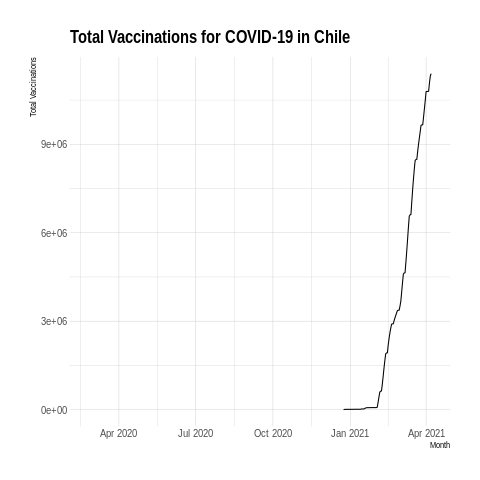 Total Vaccinations for COVID-19 in Chile
Total Vaccinations
9e+06
6e+06
3e+06
0e+00
Apr 2020 Jul 2020 Oct 2020 Jan 2021 Apr 2021
Month